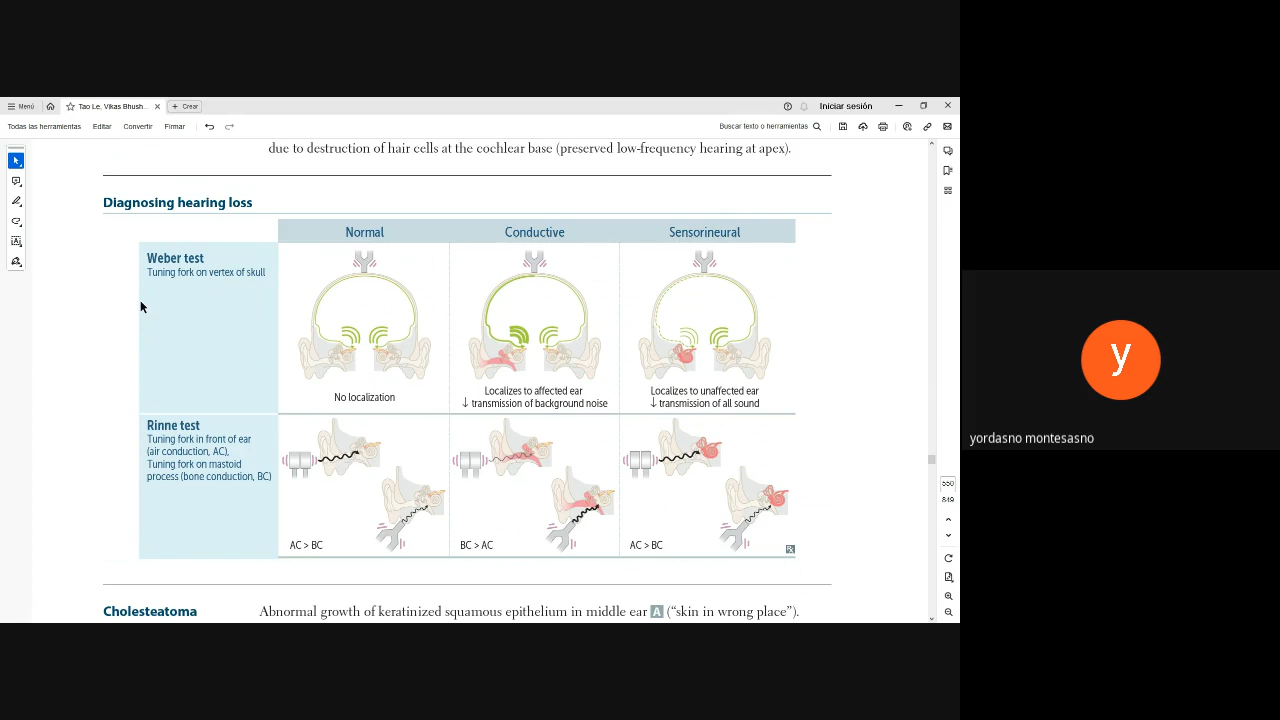 Menú
Tao Le, Vikas Bhush...
Crear
Iniciar sesión
Todas las herramientas
Editar
Convertir
Firmar
Buscar texto o herramientas
due to destruction of hair cells at the cochlear base (preserved low-frequency hearing at apex).
Diagnosing hearing loss
Normal
Conductive
Sensorineural
Weber test
Tuning fork on vertex of skull
No localization
Localizes to affected ear
↓ transmission of background noise
Localizes to unaffected ear
↓ transmission of all sound
Rinne test
Tuning fork in front of ear
(air conduction, AC),
Tuning fork on mastoid
process (bone conduction, BC)
AC > BC
BC > AC
AC > BC
Cholesteatoma
Abnormal growth of keratinized squamous epithelium in middle ear A (“skin in wrong place”).
550
849
y
yordasno montesasno